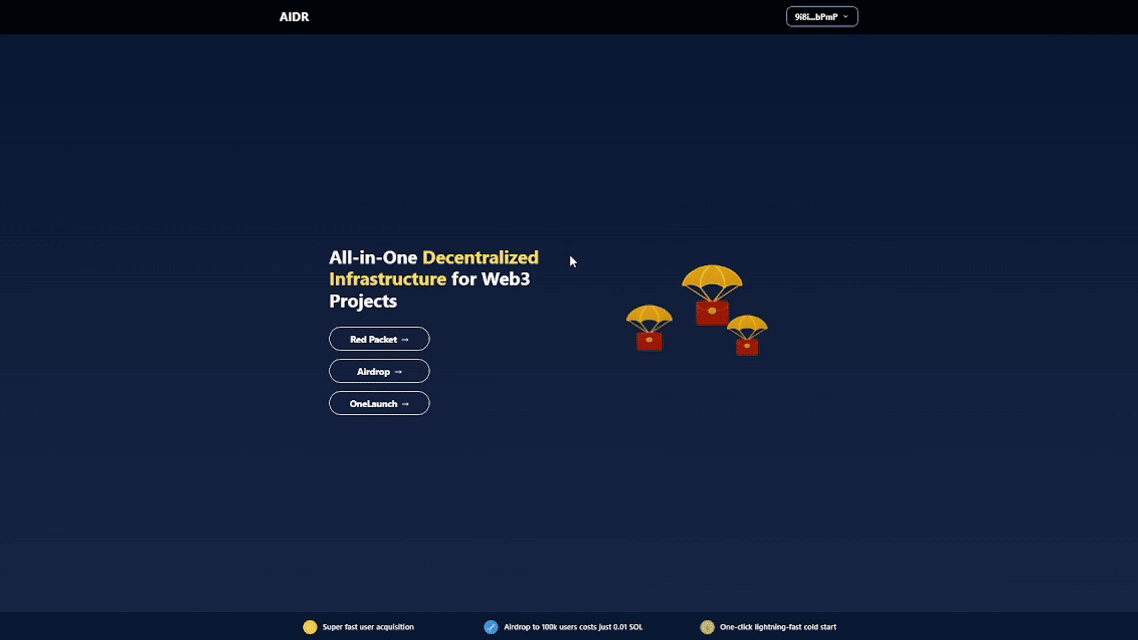 AIDR
9i8i...bPmP
All-in-One Decentralized
Infrastructure for Web3
Projects
Red Packet →
Airdrop →
OneLaunch →
Super fast user acquisition
Airdrop to 100k users costs just 0.01 SOL
One-click lightning-fast cold start